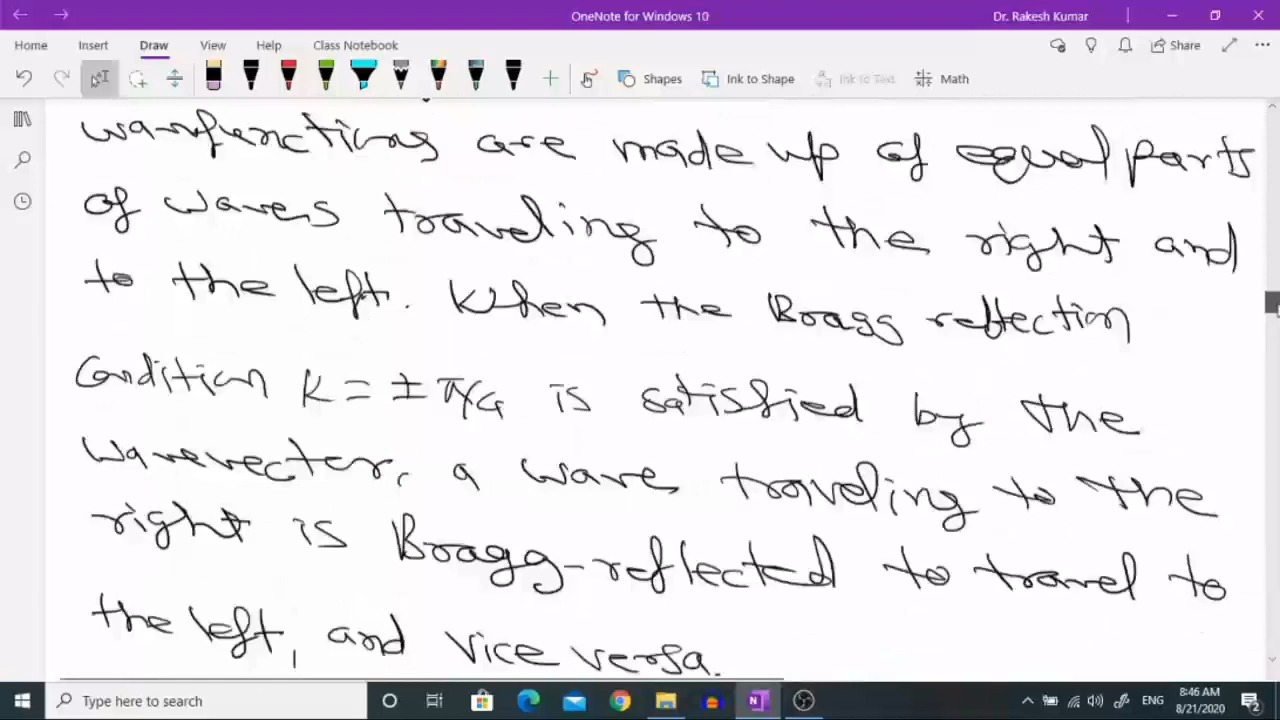 OneNote for Windows 10
Dr. Rakesh Kumar
Home Insert Draw View Help Class Notebook
Share
Shapes Ink to Shape Ink to Text Math
wavefunctions are made up of equal parts
of waves traveling to the right and
to the left. When the Bragg reflection
Condition K = ± π/a is satisfied by the
wavevector, a wave traveling to the
right is Bragg-reflected to travel to
the left, and vice versa.
Type here to search
ENG
8:46 AM
8/21/2020
2